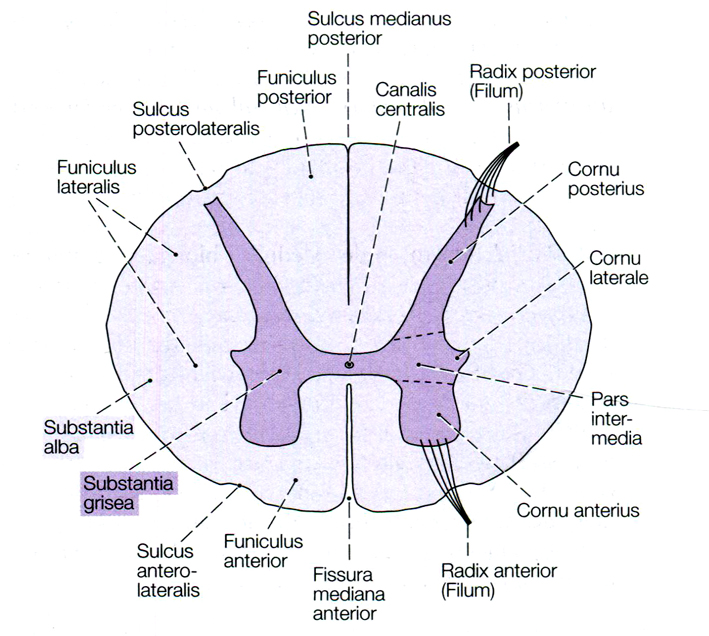 Sulcus medianus
posterior
Funiculus
posterior
Canalis
centralis
Radix posterior
(Filum)
Sulcus
posterolateralis
Funiculus
lateralis
Cornu
posterius
Cornu
laterale
Substantia
alba
Pars
inter-
media
Substantia
grisea
Cornu anterius
Sulcus
antero-
lateralis
Funiculus
anterior
Fissura
mediana
anterior
Radix anterior
(Filum)